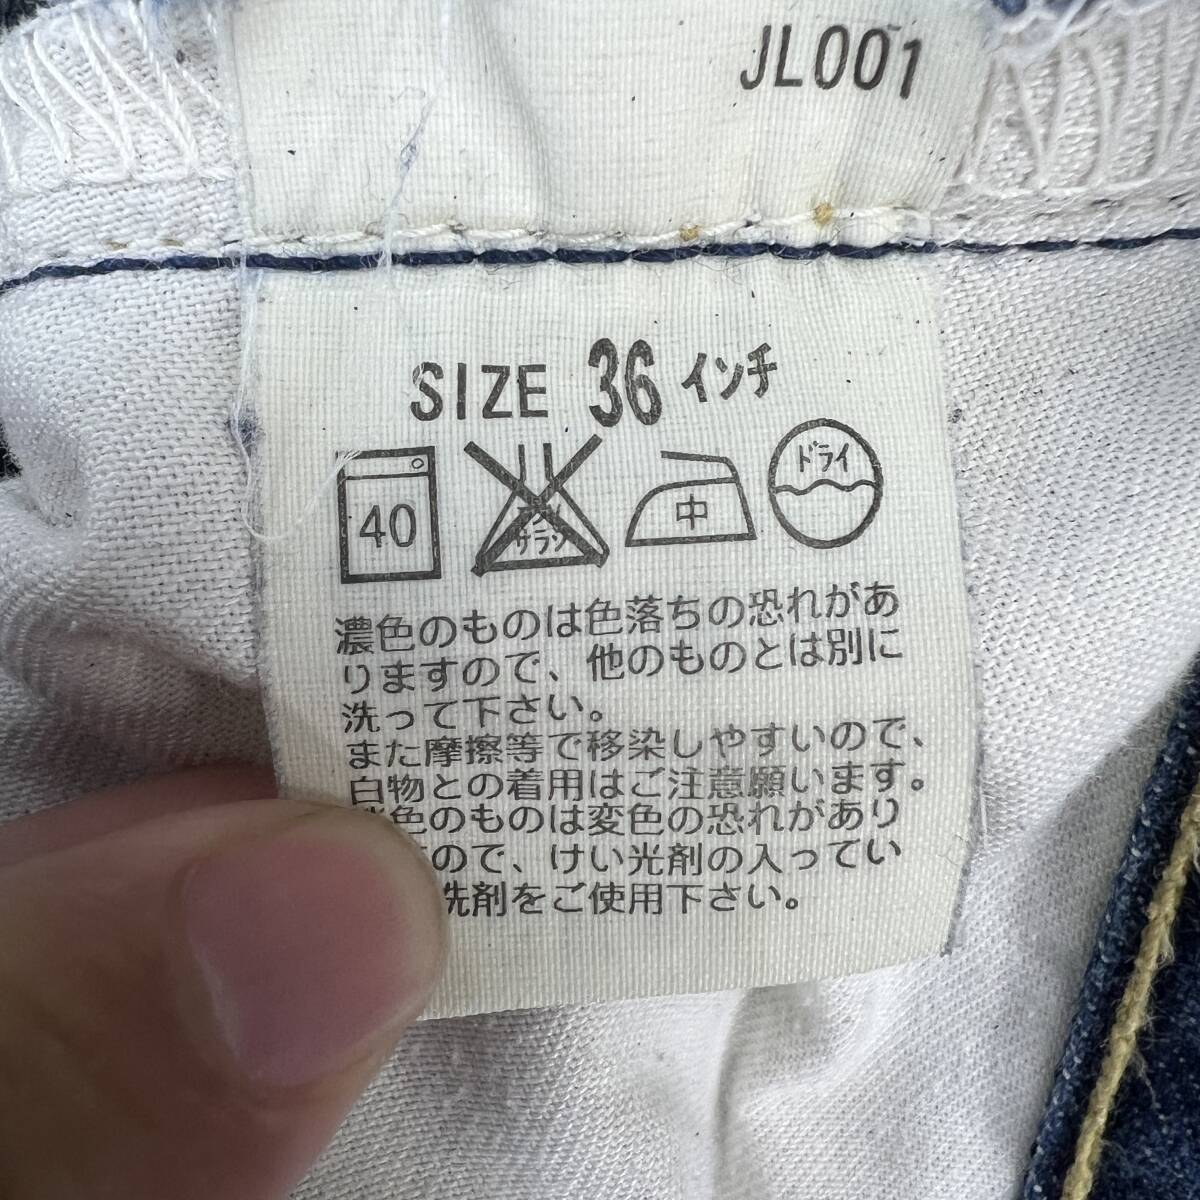 JL001
SIZE 36 インチ
40
サラシ
中
ドライ
濃色のものは色落ちの恐れがあ
りますので、他のものとは別に
洗って下さい。
また摩擦等で移染しやすいので、
白物との着用はご注意願います。
色のものは変色の恐れがあり
ので、けい光剤の入ってい
洗剤をご使用下さい。